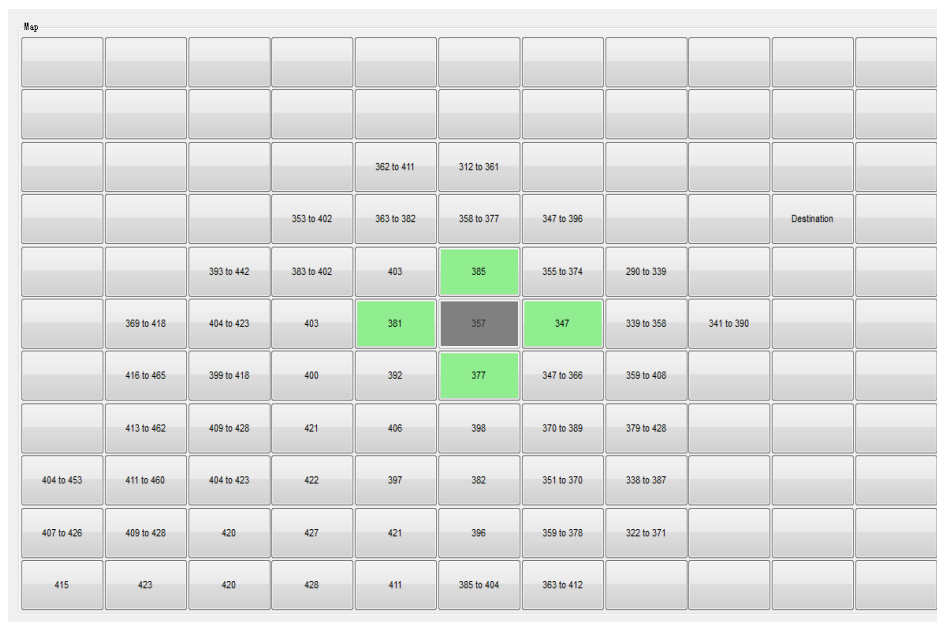 Map
362 to 411 312 to 361
353 to 402 363 to 382 358 to 377 347 to 396 Destination
393 to 442 383 to 402 403 385 355 to 374 290 to 339
369 to 418 404 to 423 403 381 357 347 339 to 358 341 to 390
416 to 465 399 to 418 400 392 377 347 to 366 359 to 408
413 to 462 409 to 428 421 406 398 370 to 389 379 to 428
404 to 453 411 to 460 404 to 423 422 397 382 351 to 370 338 to 387
407 to 426 409 to 428 420 427 421 396 359 to 378 322 to 371
415 423 420 428 411 385 to 404 363 to 412